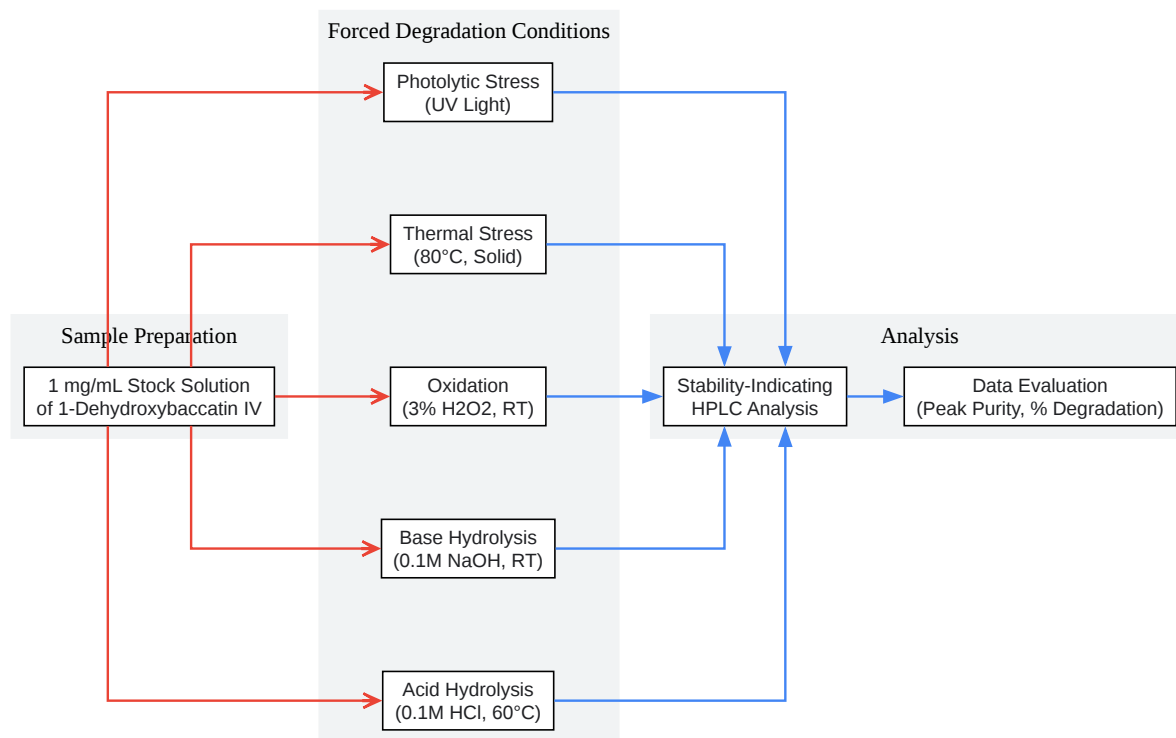 Forced Degradation Conditions
Photolytic Stress
(UV Light)
Thermal Stress
(80°C, Solid)
Sample Preparation
1 mg/mL Stock Solution
of 1-Dehydroxybaccatin IV
Oxidation
(3% H2O2, RT)
Analysis
Stability-Indicating
HPLC Analysis
Data Evaluation
(Peak Purity, % Degradation)
Base Hydrolysis
(0.1M NaOH, RT)
Acid Hydrolysis
(0.1M HCl, 60°C)